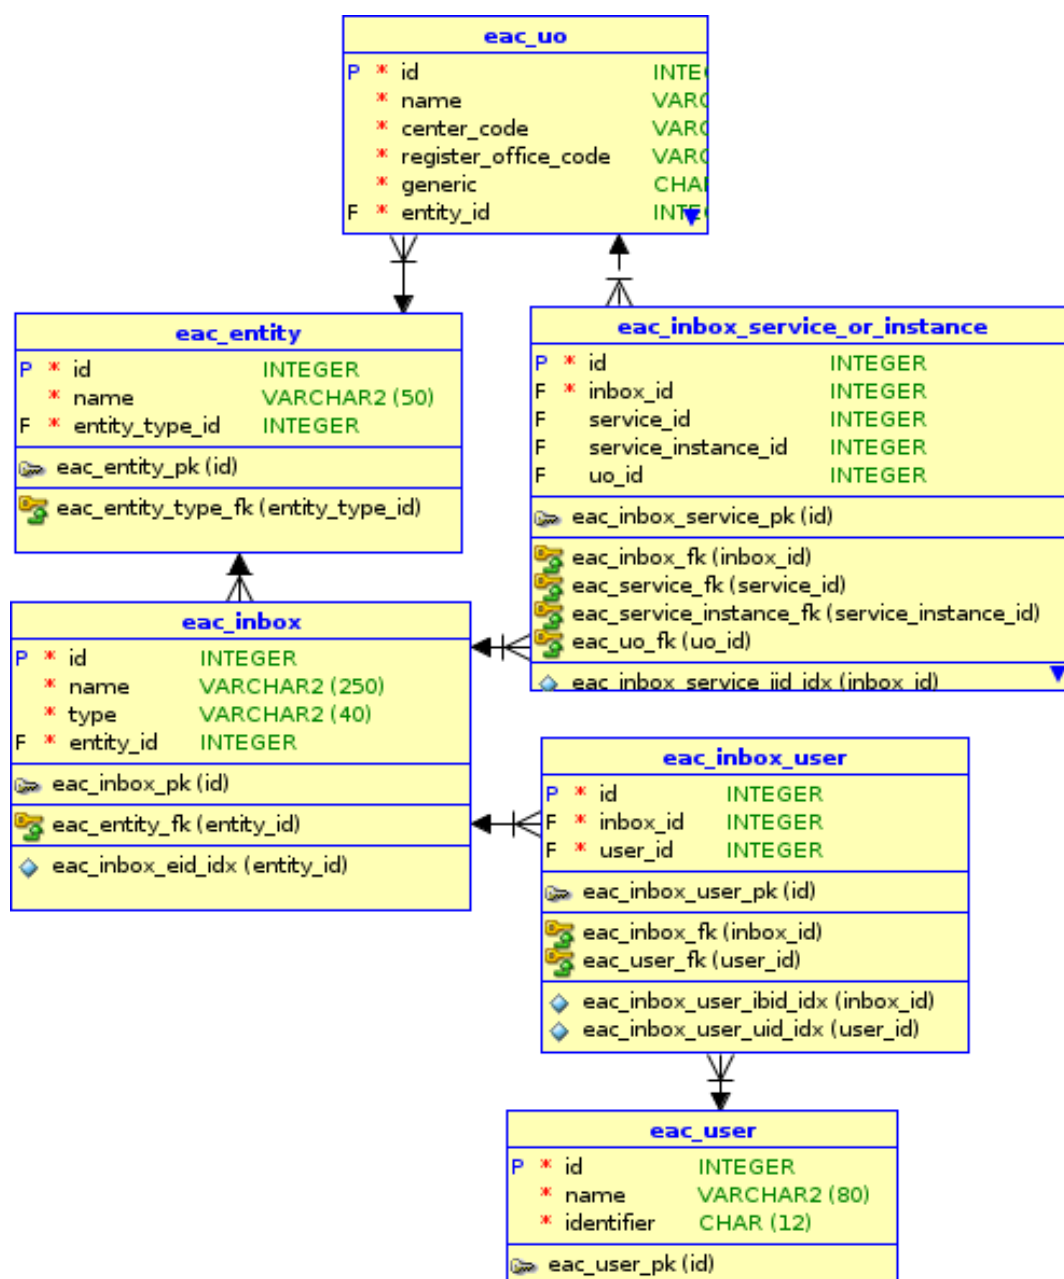 eac_uo
P * id INTE
* name VARC
* center_code VARC
* register_office_code VARC
* generic CHA
F * entity_id INTE
eac_entity
P * id INTEGER
* name VARCHAR2 (50)
F * entity_type_id INTEGER
eac_entity_pk (id)
eac_entity_type_fk (entity_type_id)
eac_inbox_service_or_instance
P * id INTEGER
F * inbox_id INTEGER
F service_id INTEGER
F service_instance_id INTEGER
F uo_id INTEGER
eac_inbox_service_pk (id)
eac_inbox_fk (inbox_id)
eac_service_fk (service_id)
eac_service_instance_fk (service_instance_id)
eac_uo_fk (uo_id)
eac_inbox_service_iid_idx (inbox_id)
eac_inbox
P * id INTEGER
* name VARCHAR2 (250)
* type VARCHAR2 (40)
F * entity_id INTEGER
eac_inbox_pk (id)
eac_entity_fk (entity_id)
eac_inbox_eid_idx (entity_id)
eac_inbox_user
P * id INTEGER
F * inbox_id INTEGER
F * user_id INTEGER
eac_inbox_user_pk (id)
eac_inbox_fk (inbox_id)
eac_user_fk (user_id)
eac_inbox_user_ibid_idx (inbox_id)
eac_inbox_user_uid_idx (user_id)
eac_user
P * id INTEGER
* name VARCHAR2 (80)
* identifier CHAR (12)
eac_user_pk (id)